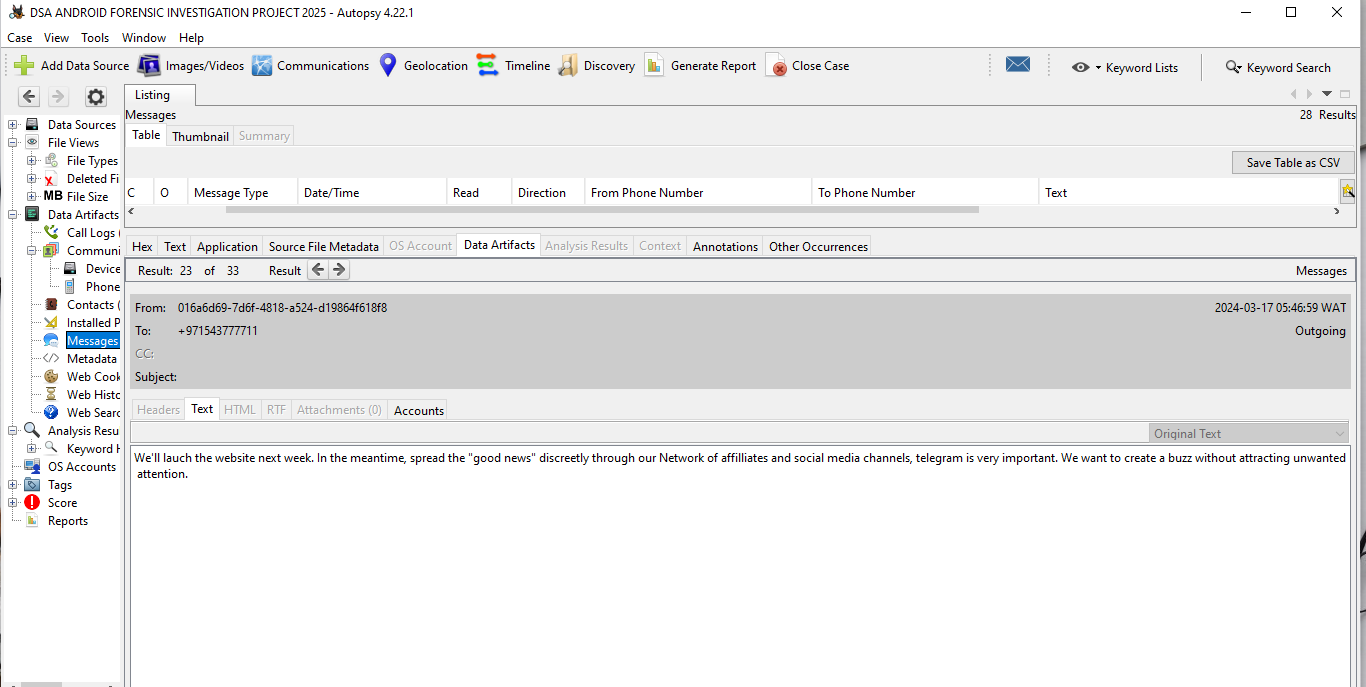 DSA ANDROID FORENSIC INVESTIGATION PROJECT 2025 - Autopsy 4.22.1
Case View Tools Window Help
Add Data Source Images/Videos Communications Geolocation Timeline Discovery Generate Report Close Case Keyword Lists Keyword Search
Listing
Messages 28 Results
Table Thumbnail Summary
Save Table as CSV
C O Message Type Date/Time Read Direction From Phone Number To Phone Number Text
Data Sources
File Views
File Types
Deleted Fi
MB File Size
Data Artifacts
Call Logs (
Communi
Device
Phone
Contacts (
Installed P
Messages
Metadata
Web Cook
Web Histo
Web Searc
Analysis Resu
Keyword H
OS Accounts
Tags
Score
Reports
Hex Text Application Source File Metadata OS Account Data Artifacts Analysis Results Context Annotations Other Occurrences
Result: 23 of 33 Result Messages
From: 016a6d69-7d6f-4818-a524-d19864f618f8 2024-03-17 05:46:59 WAT
To: +971543777711 Outgoing
CC:
Subject:
Headers Text HTML RTF Attachments (0) Accounts
Original Text
We'll lauch the website next week. In the meantime, spread the "good news" discreetly through our Network of affilliates and social media channels, telegram is very important. We want to create a buzz without attracting unwanted
attention.